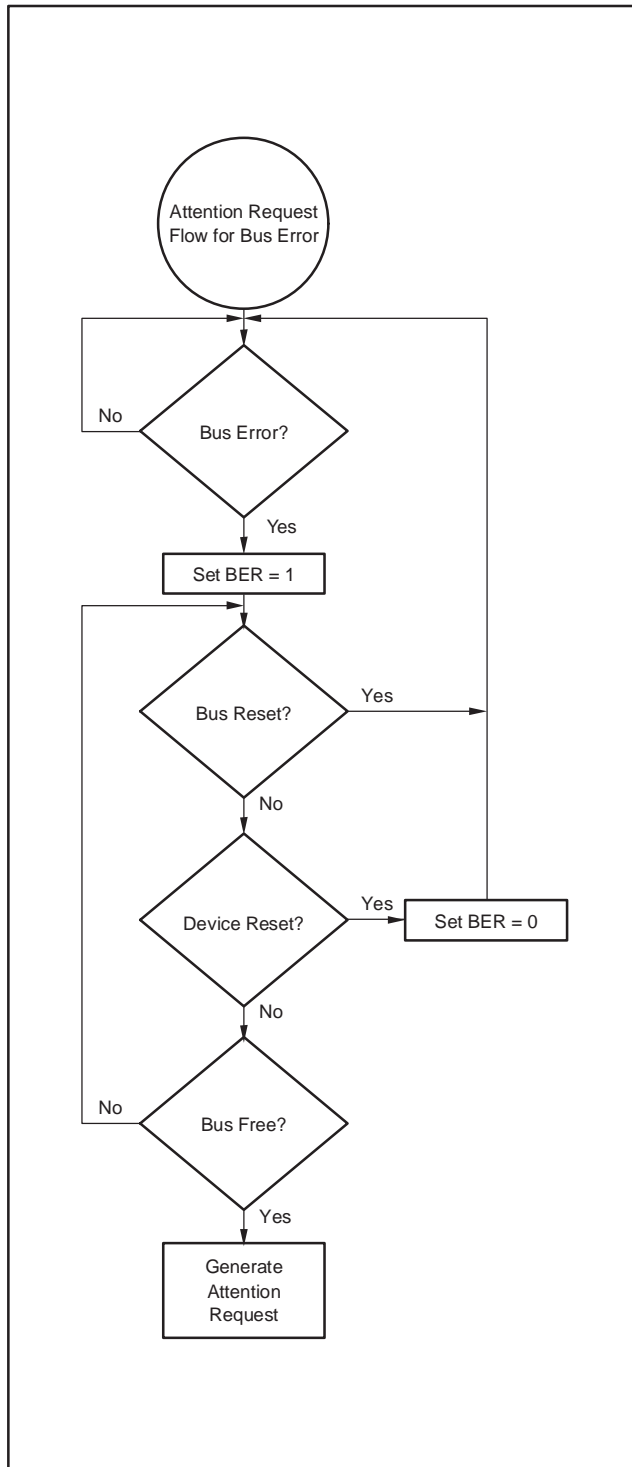 Attention Request
Flow for Bus Error
No
Bus Error?
Yes
Set BER = 1
Bus Reset?
Yes
No
Device Reset?
Yes
Set BER = 0
No
No
Bus Free?
Yes
Generate
Attention
Request